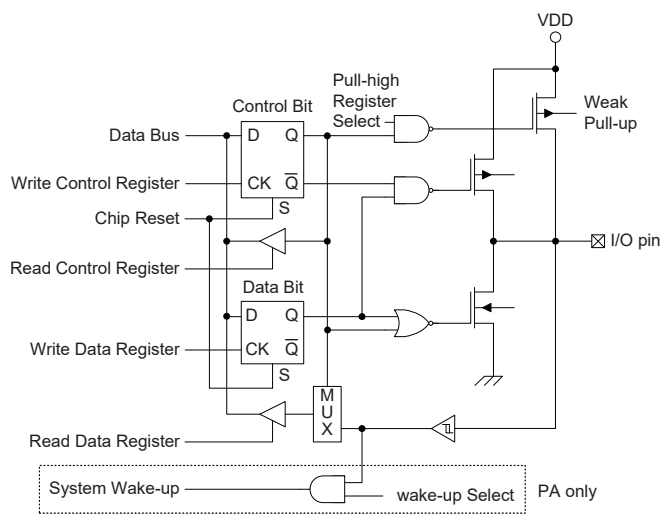 VDD
Pull-high
Register
Select
Weak
Pull-up
Control Bit
Data Bus
D
Q
Write Control Register
CK
Q̅
Chip Reset
S
I/O pin
Read Control Register
Data Bit
D
Q
Write Data Register
CK
Q̅
S
M
U
X
Read Data Register
System Wake-up
wake-up Select
PA only